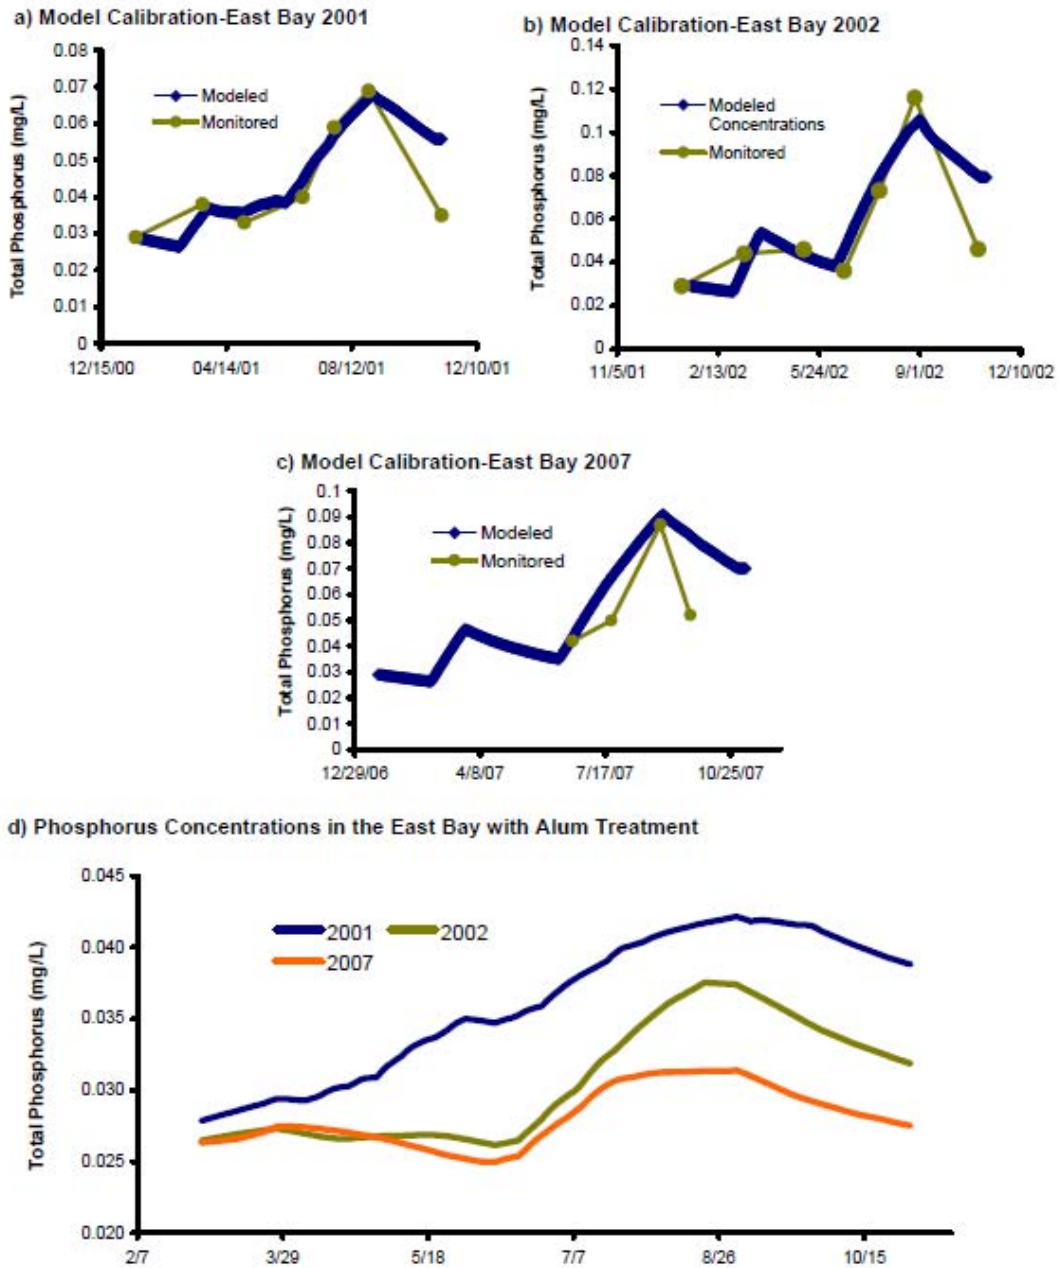 a) Model Calibration-East Bay 2001
Total Phosphorus (mg/L)
0.08
0.07
0.06
0.05
0.04
0.03
0.02
0.01
0
Modeled
Monitored
12/15/00 04/14/01 08/12/01 12/10/01
b) Model Calibration-East Bay 2002
Total Phosphorus (mg/L)
0.14
0.12
0.1
0.08
0.06
0.04
0.02
0
Modeled
Concentrations
Monitored
11/5/01 2/13/02 5/24/02 9/1/02 12/10/02
c) Model Calibration-East Bay 2007
Total Phosphorus (mg/L)
0.1
0.09
0.08
0.07
0.06
0.05
0.04
0.03
0.02
0.01
0
Modeled
Monitored
12/29/06 4/8/07 7/17/07 10/25/07
d) Phosphorus Concentrations in the East Bay with Alum Treatment
Total Phosphorus (mg/L)
0.045
0.040
0.035
0.030
0.025
0.020
2001 2002
2007
2/7 3/29 5/18 7/7 8/26 10/15